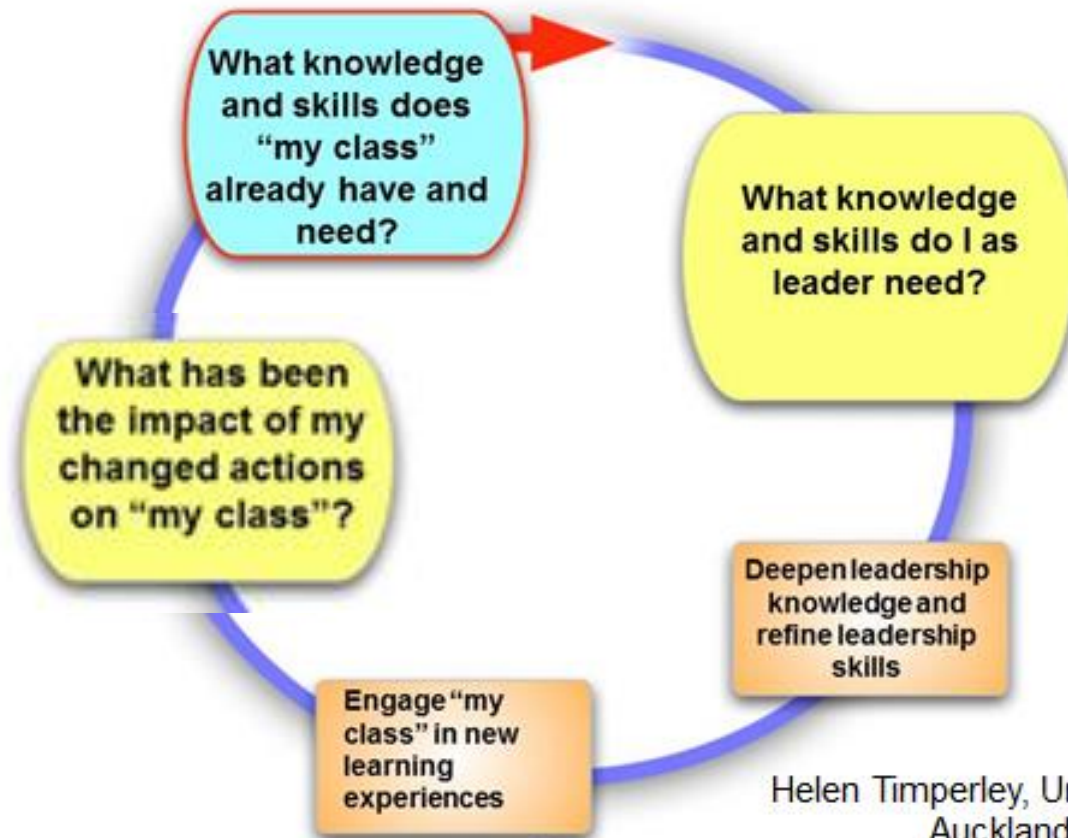 What knowledge
and skills does
“my class”
already have and
need?
What knowledge
and skills do I as
leader need?
Deepen leadership
knowledge and
refine leadership
skills
Engage “my
class” in new
learning
experiences
What has been
the impact of my
changed actions
on “my class”?
Helen Timperley,
Auckland